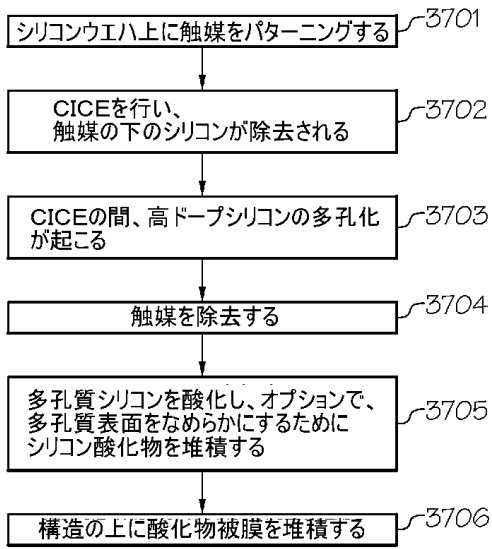 シリコンウエハ上に触媒をパターニングする
3701
CICEを行い、
触媒の下のシリコンが除去される
3702
CICEの間、高ドープシリコンの多孔化
が起こる
3703
触媒を除去する
3704
多孔質シリコンを酸化し、オプションで、
多孔質表面をなめらかにするために
シリコン酸化物を堆積する
3705
構造の上に酸化物被膜を堆積する
3706